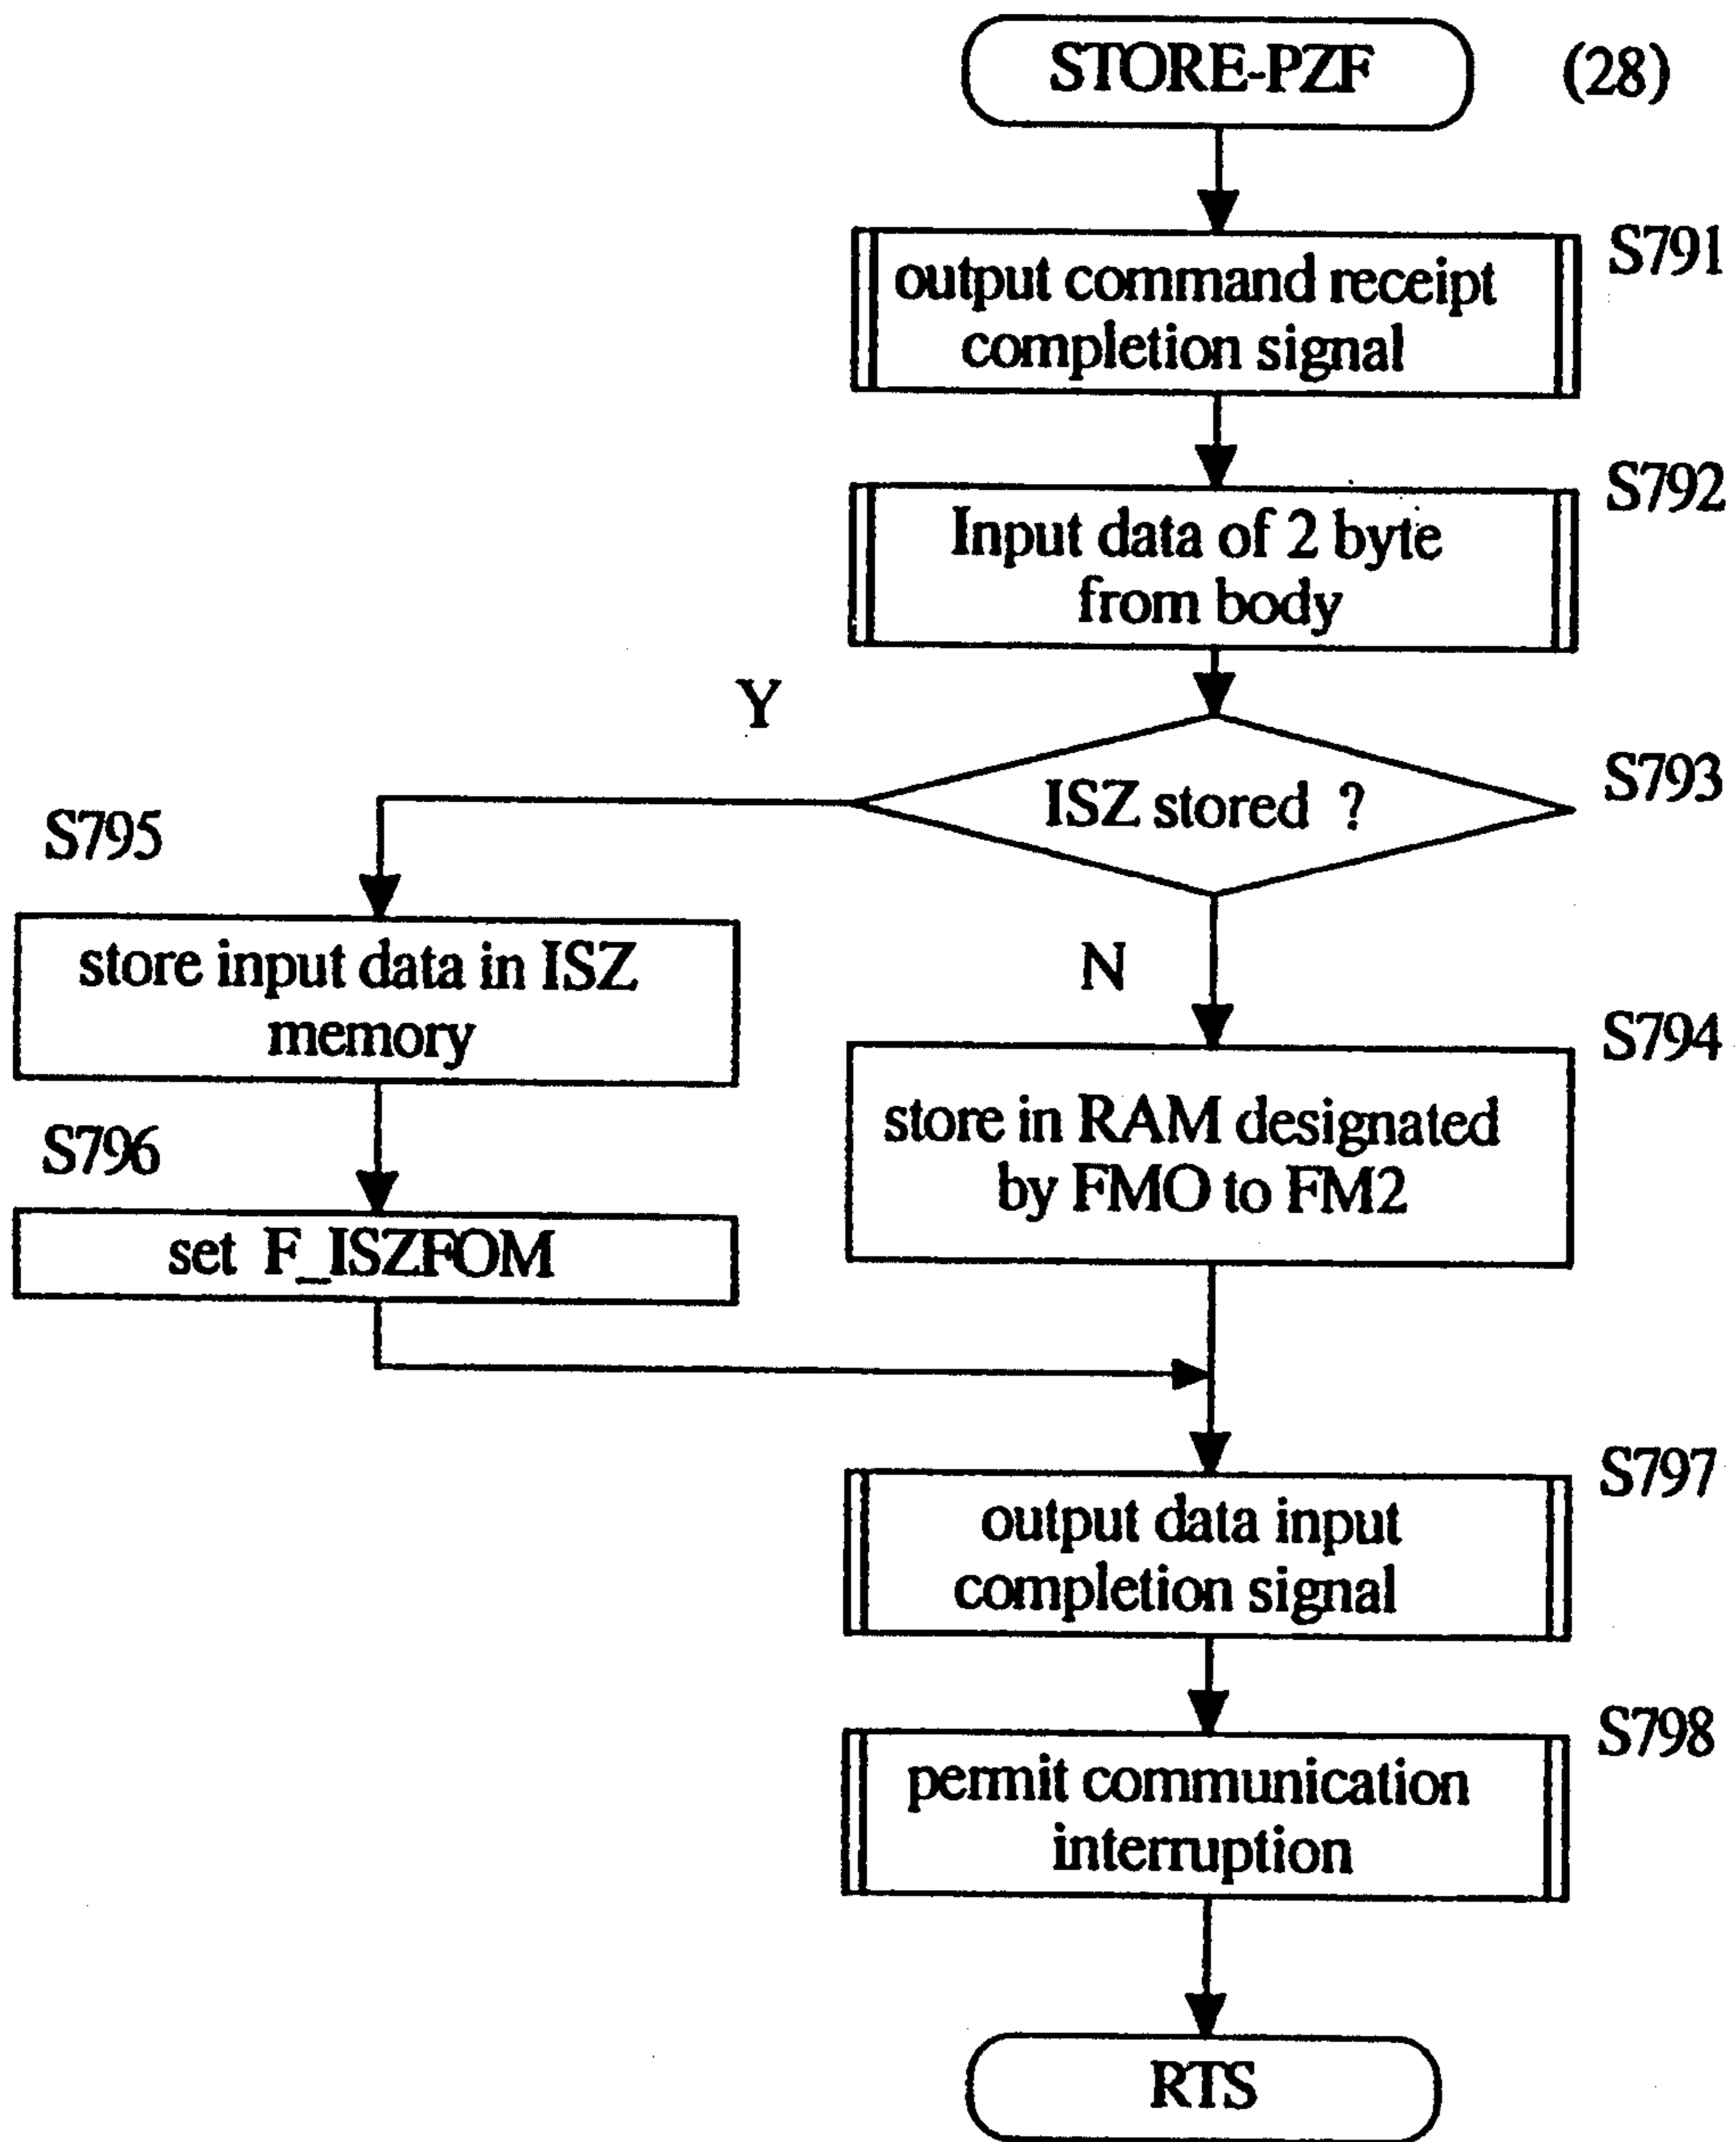 STORE-PZF (28)
S791
output command receipt
completion signal
S792
Input data of 2 byte
from body
Y
S793
ISZ stored ?
S795
store input data in ISZ
memory
N
S794
store in RAM designated
by FMO to FM2
S796
set F_ISZFOM
S797
output data input
completion signal
S798
permit communication
interruption
RTS